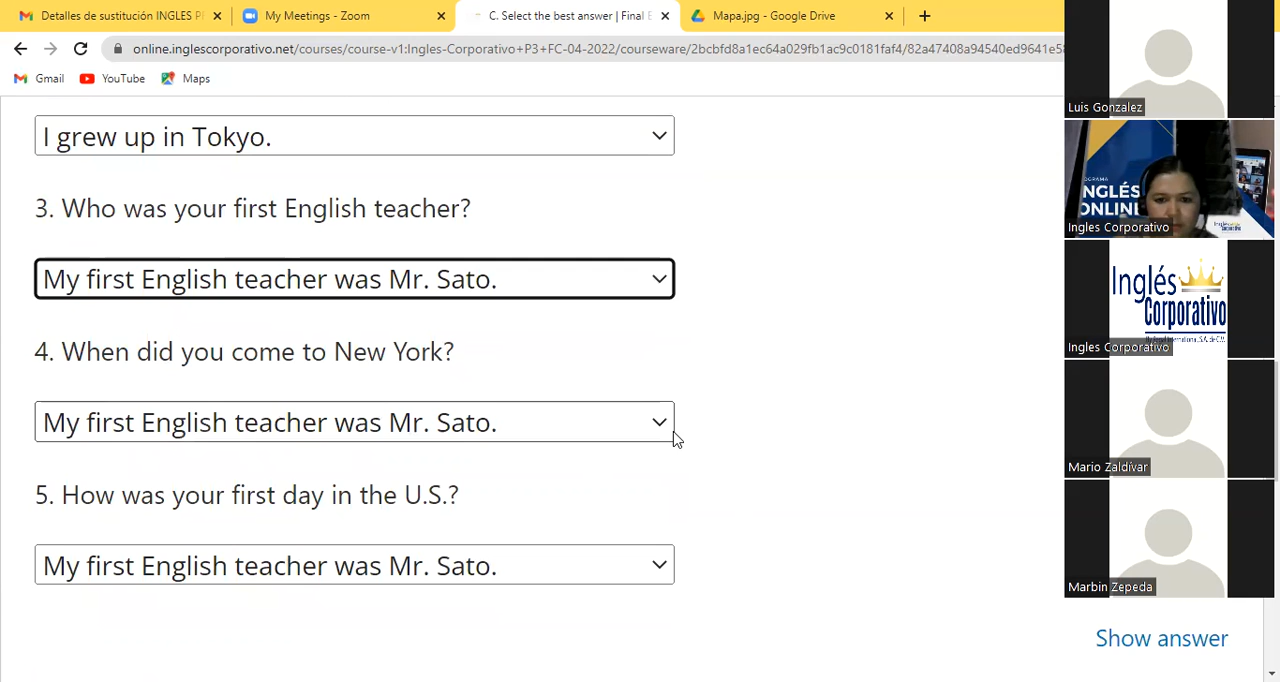 Detalles de sustitución INGLES P
My Meetings - Zoom
C. Select the best answer | Final E
Mapa.jpg - Google Drive
online.inglescorporativo.net/courses/course-v1:Ingles-Corporativo+P3+FC-04-2022/courseware/2bcbfd8a1ec64a029fb1ac9c0181faf4/82a47408a94540ed9641e58
Gmail
YouTube
Maps
I grew up in Tokyo.
3. Who was your first English teacher?
My first English teacher was Mr. Sato.
4. When did you come to New York?
My first English teacher was Mr. Sato.
5. How was your first day in the U.S.?
My first English teacher was Mr. Sato.
Show answer
Luis Gonzalez
INGLÉS
ONLINE
Ingles Corporativo
Inglés
Corporativo
Ingles Corporativo
Mario Zaldívar
Marbin Zepeda